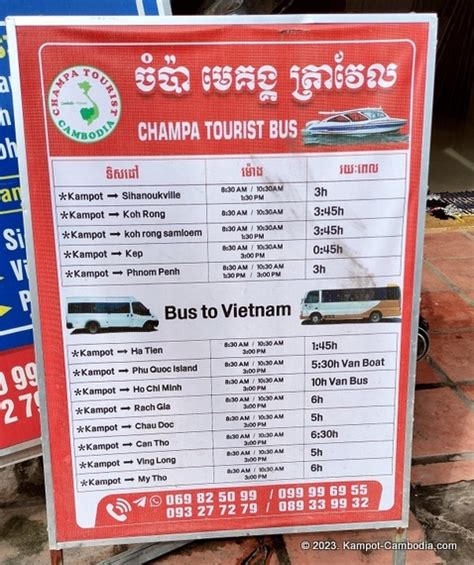 CHAMPA TOURIST
Cambodia - Vietnam
CAMBODIA
ចំប៉ា មេគង្គ ត្រាវែល
CHAMPA TOURIST BUS
ទិសដៅ ម៉ោង រយៈពេល
*Kampot → Sihanoukville 8:30 AM / 10:30AM 1:30 PM 3h
*Kampot → Koh Rong 8:30 AM / 10:30AM 1:30 PM 3:45h
*Kampot → koh rong samloem 8:30 AM / 10:30AM 1:30 PM 3:45h
*Kampot → Kep 8:30 AM / 10:30AM 3:00 PM 0:45h
*Kampot → Phnom Penh 8:30 AM / 10:30AM 1:30 PM 3h
Bus to Vietnam
*Kampot → Ha Tien 8:30 AM / 10:30 AM 3:00 PM 1:45h
*Kampot → Phu Quoc Island 8:30 AM / 10:30 AM 3:00 PM 5:30h Van Boat
*Kampot → Ho Chi Minh 8:30 AM / 10:30 AM 3:00 PM 10h Van Bus
*Kampot → Rach Gia 8:30 AM / 10:30 AM 3:00 PM 6h
*Kampot → Chau Doc 8:30 AM / 10:30 AM 3:00 PM 5h
*Kampot → Can Tho 8:30 AM / 10:30 AM 3:00 PM 6:30h
*Kampot → Ving Long 8:30 AM / 10:30 AM 3:00 PM 5h
*Kampot → My Tho 8:30 AM / 10:30 AM 3:00 PM 6h
069 82 50 99 / 099 99 69 55
093 27 72 79 / 089 33 99 32
© 2023. Kampot-Cambodia.com